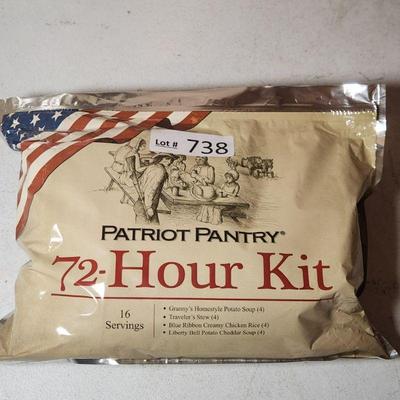 Lot # 738
PATRIOT PANTRY®
72-Hour Kit
16
Servings
• Granny's Homestyle Potato Soup (4)
• Traveler's Stew (4)
• Blue Ribbon Creamy Chicken Rice (4)
• Liberty Bell Potato Cheddar Soup (4)